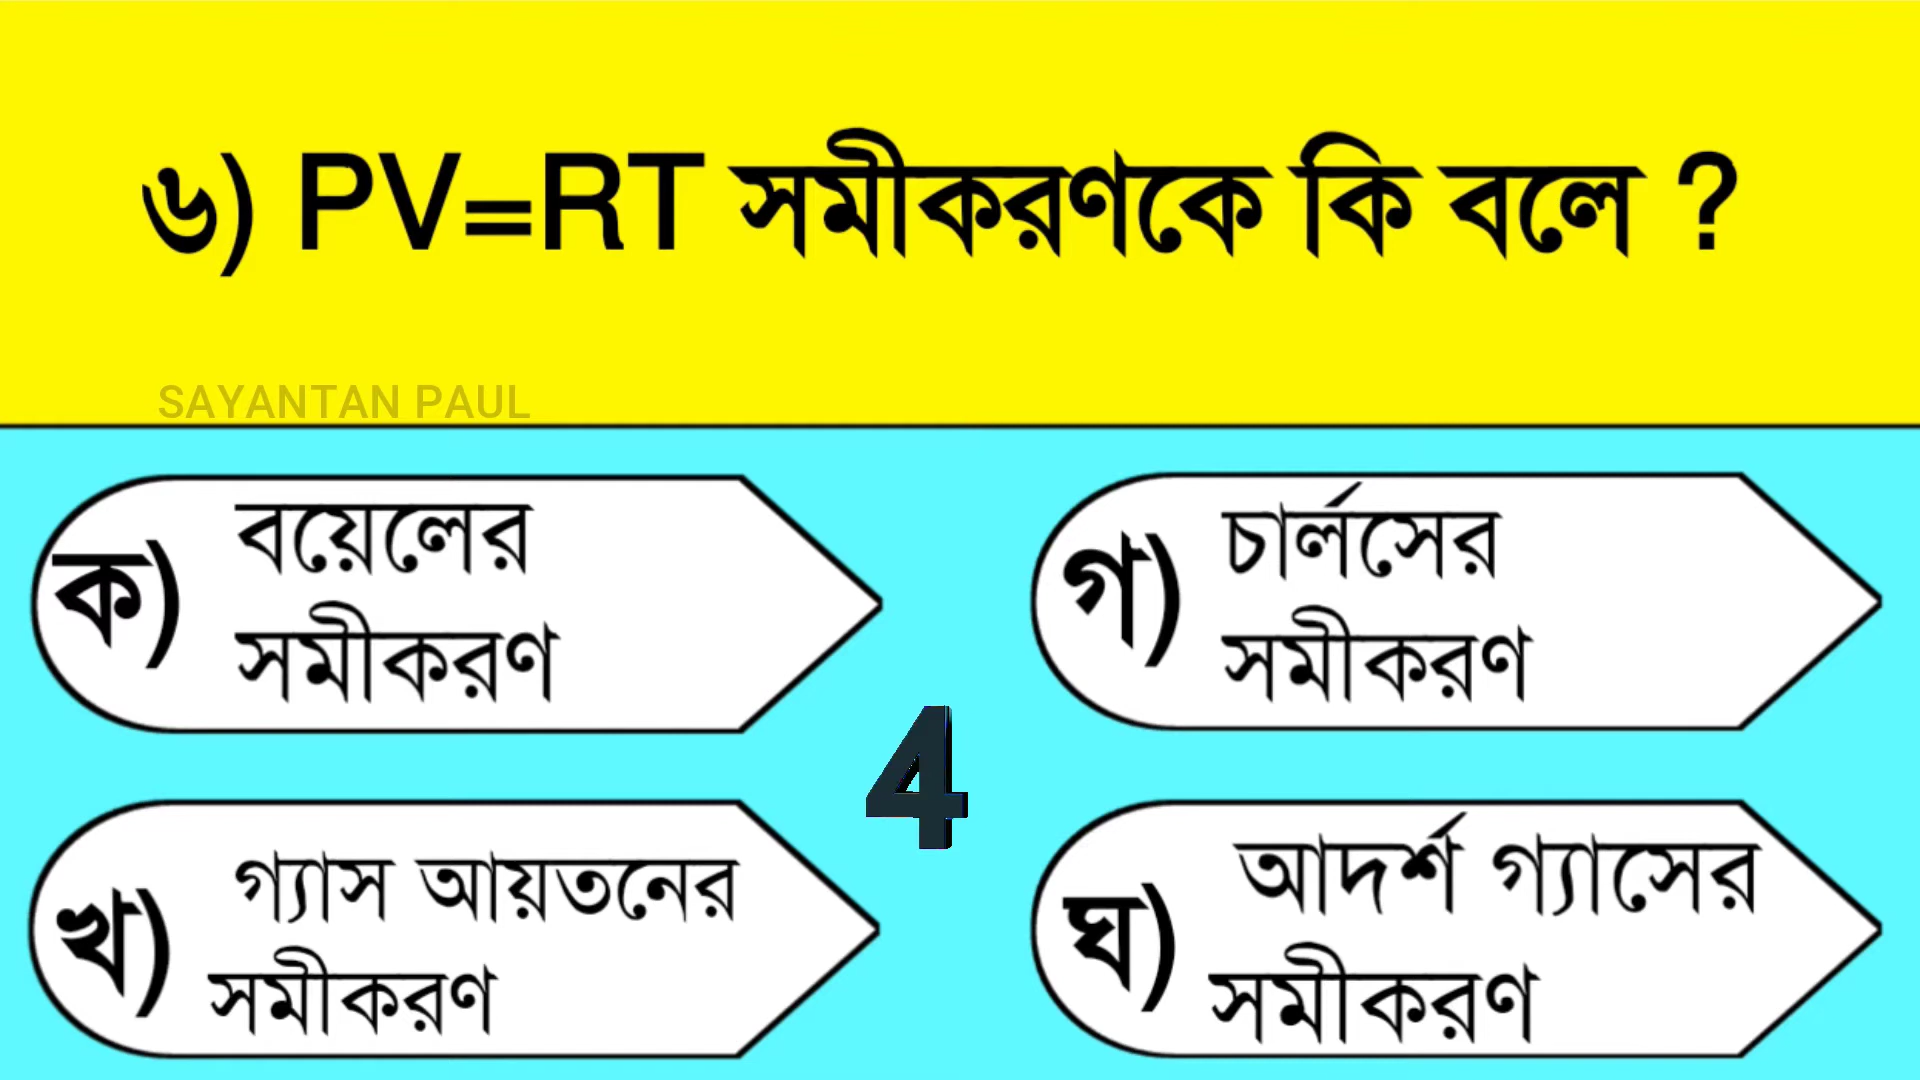 ৬) PV=RT সমীকরণকে কি বলে ?
SAYANTAN PAUL
ক) বয়েলের
সমীকরণ
গ) চার্লসের
সমীকরণ
4
খ) গ্যাস আয়তনের
সমীকরণ
ঘ) আদর্শ গ্যাসের
সমীকরণ